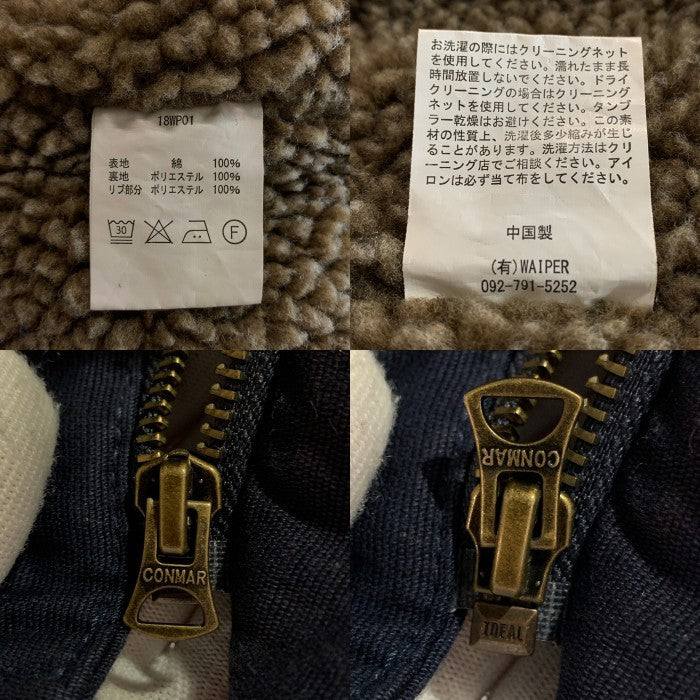 18WP01
表地 綿 100%
裏地 ポリエステル 100%
リブ部分 ポリエステル 100%
30
F
お洗濯の際にはクリーニングネット
を使用してください。濡れたまま長
時間放置しないでください。ドライ
クリーニングの場合はクリーニング
ネットを使用してください。タンブ
ラー乾燥はお避けください。この素
材の性質上、洗濯後多少縮みが生じ
ることがあります。洗濯方法はクリ
ーニング店でご相談ください。アイ
ロンは必ず当て布をしてください。
中国製
(有)WAIPER
092-791-5252
CONMAR
CONMAR
IDEAL